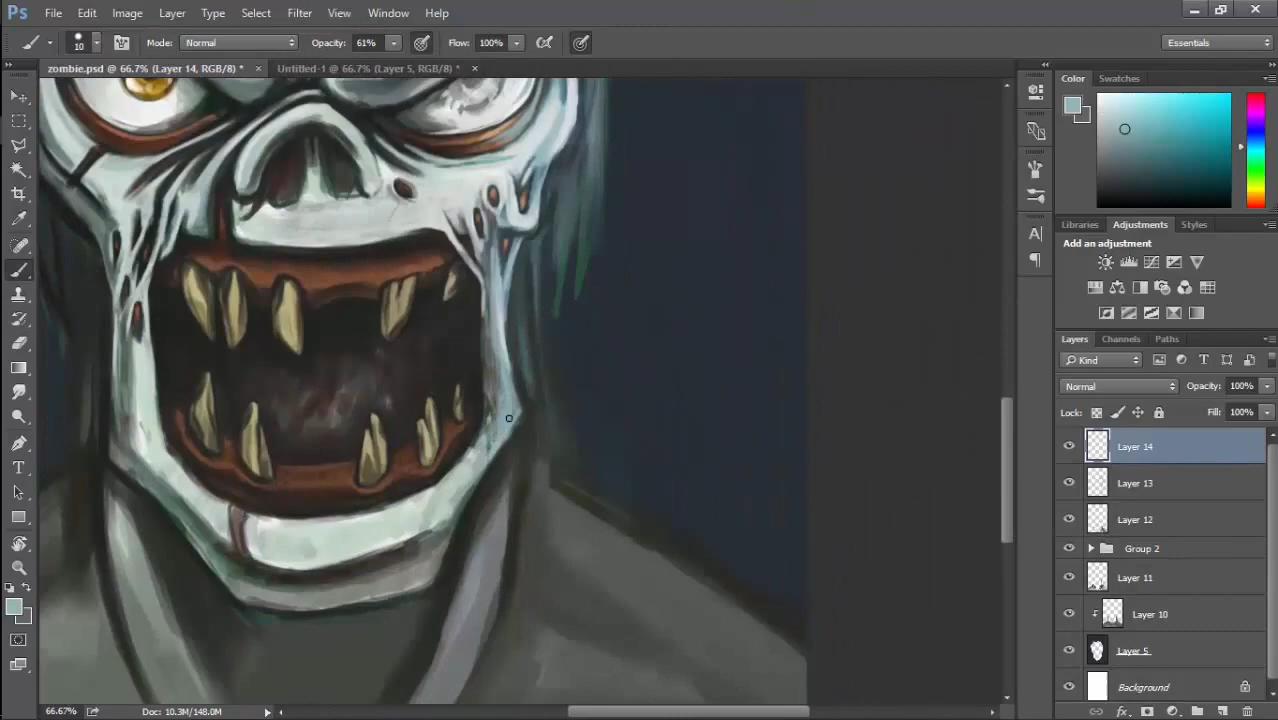 Ps File Edit Image Layer Type Select Filter 3D View Window Help
10 Mode: Normal Opacity: 61% Flow: 100% Essentials
zombie.psd @ 66.7% (Layer 14, RGB/8) * × Untitled-1 @ 66.7% (Layer 5, RGB/8) * ×
Color Swatches
Libraries Adjustments Styles
Add an adjustment
Layers Channels Paths
Kind
Normal Opacity: 100%
Lock: Fill: 100%
Layer 14
Layer 13
Layer 12
Group 2
Layer 11
Layer 10
Layer 5
Background
66.67% Doc: 10.3M/148.0M